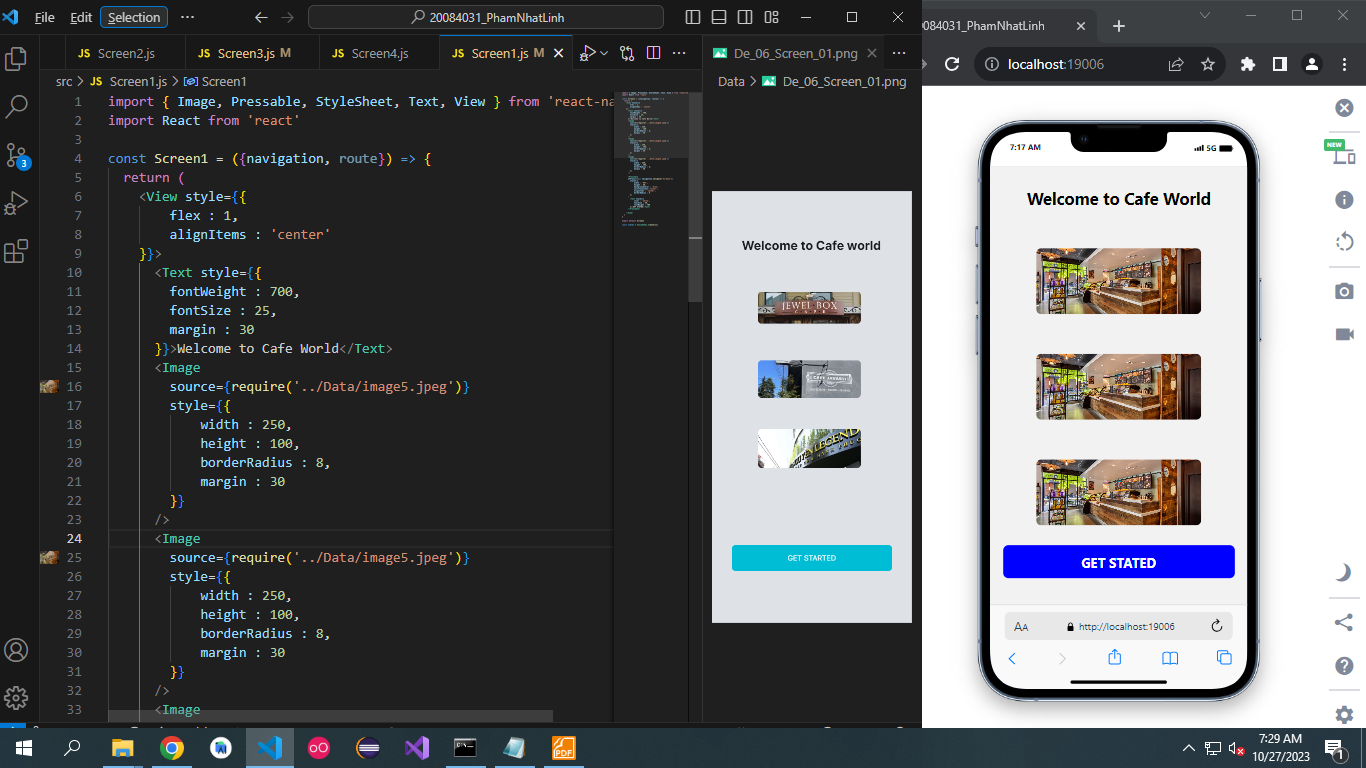 File Edit Selection ··· 20084031_PhamNhatLinh
JS Screen2.js JS Screen3.js M JS Screen4.js JS Screen1.js M
De_06_Screen_01.png ···
src > JS Screen1.js > Screen1
Data > De_06_Screen_01.png
1 import { Image, Pressable, StyleSheet, Text, View } from 'react-na
2 import React from 'react'
3
4 const Screen1 = ({navigation, route}) => {
5 return (
6 <View style={{
7 flex : 1,
8 alignItems : 'center'
9 }}>
10 <Text style={{
11 fontWeight : 700,
12 fontSize : 25,
13 margin : 30
14 }}>Welcome to Cafe World</Text>
15 <Image
16 source={require('../Data/image5.jpeg')}
17 style={{
18 width : 250,
19 height : 100,
20 borderRadius : 8,
21 margin : 30
22 }}
23 />
24 <Image
25 source={require('../Data/image5.jpeg')}
26 style={{
27 width : 250,
28 height : 100,
29 borderRadius : 8,
30 margin : 30
31 }}
32 />
33 <Image
3
Welcome to Cafe world
JEWEL BOX
CAFE
LEGEND
GET STARTED
0084031_PhamNhatLinh
localhost:19006
NEW
7:17 AM 5G
Welcome to Cafe World
GET STATED
AA http://localhost:19006
PDF
7:29 AM
10/27/2023
1